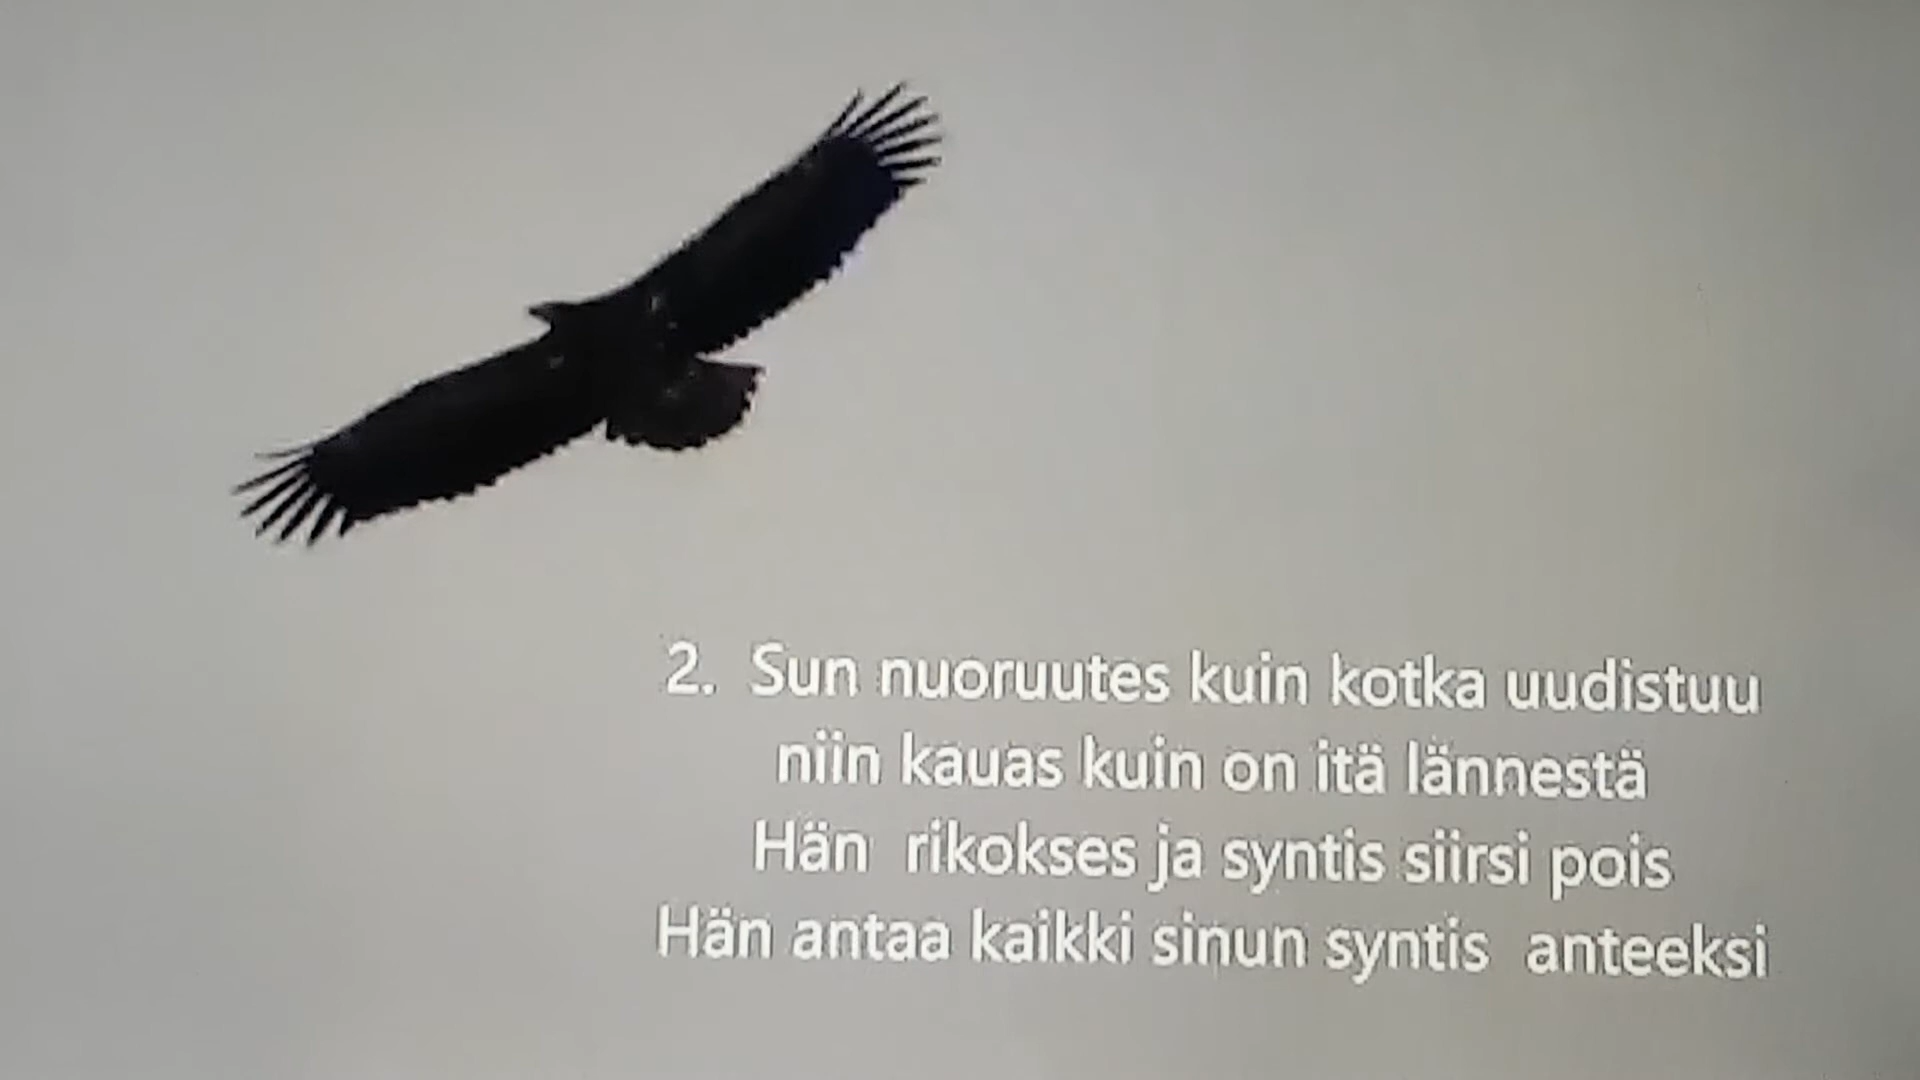 2. Sun nuoruutes kuin kotka uudistuu
niin kauas kuin on itä lännestä
Hän rikokses ja syntis siirsi pois
Hän antaa kaikki sinun syntis anteeksi